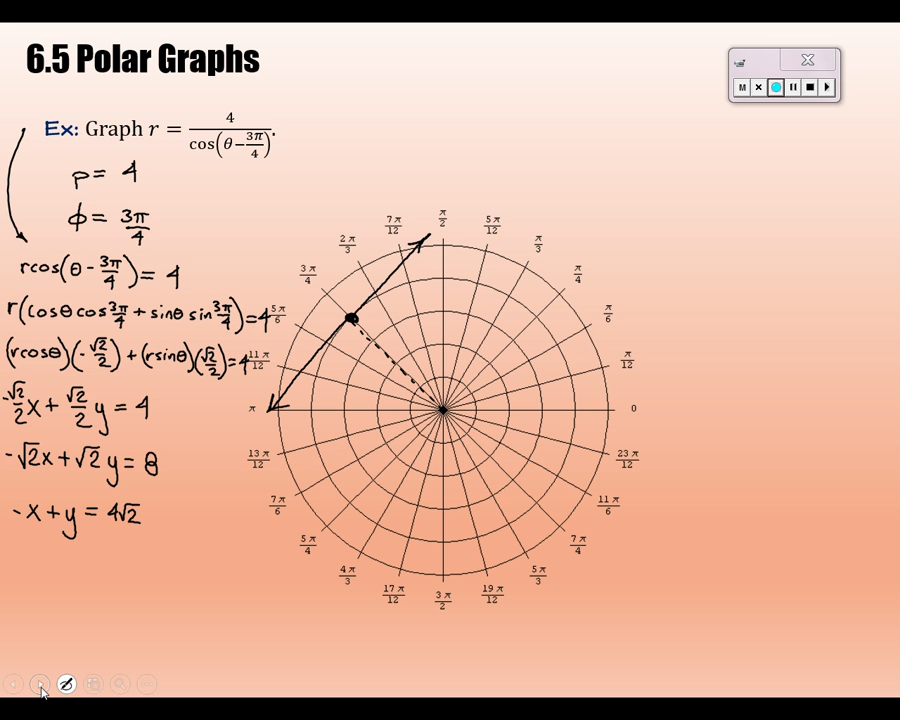 6.5 Polar Graphs
M
Ex: Graph r = 4/cos(θ−3π/4).
p = 4
ϕ = 3π/4
rcos(θ - 3π/4) = 4
r(cosθ cos 3π/4 + sinθ sin 3π/4) = 4
(rcosθ)(-√2/2) + (rsinθ)(√2/2) = 4
-√2/2 x + √2/2 y = 4
-√2x + √2 y = 8
-x + y = 4√2
π/2
7π/12
5π/12
2π/3
π/3
3π/4
π/4
5π/6
π/6
11π/12
π/12
π
0
13π/12
23π/12
7π/6
11π/6
5π/4
7π/4
4π/3
5π/3
17π/12
19π/12
3π/2